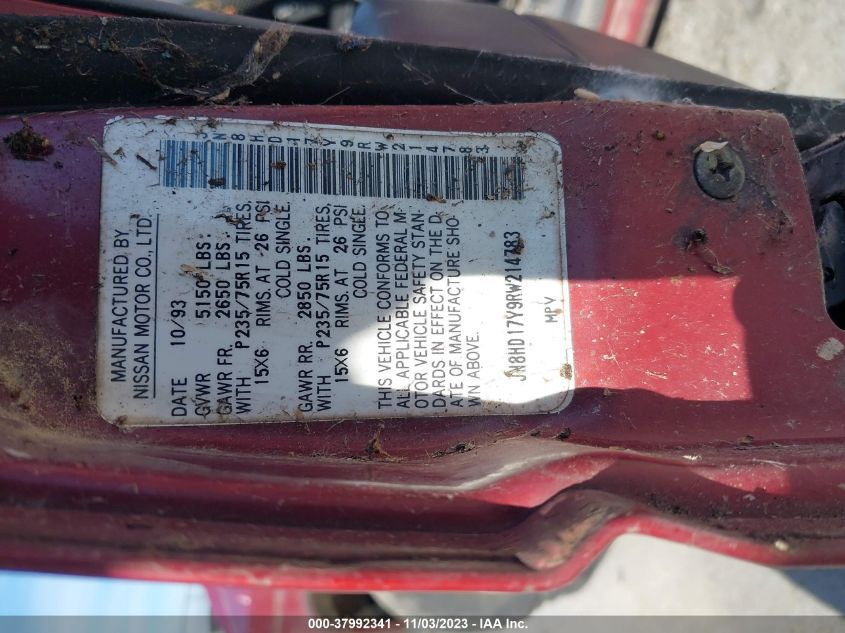 N8HD17Y9RW214783
MANUFACTURED BY
NISSAN MOTOR CO., LTD.
DATE 10/93
GVWR 5150 LBS:
GAWR FR. 2650 LBS.
WITH P235/75R15 TIRES,
15X6 RIMS.AT 26 PSI
COLD SINGLE.
GAWR RR. 2850 LBS.
WITH P235/75R15 TIRES,
15X6 RIMS.AT 26 PSI
COLD SINGLE.
THIS VEHICLE CONFORMS TO
ALL APPLICABLE FEDERAL M-
OTOR VEHICLE SAFETY STAN-
DARDS IN EFFECT ON THE D-
ATE OF MANUFACTURE SHO-
WN ABOVE.
JN8HD17Y9RW214783
MPV
000-37992341 - 11/03/2023 - IAA, Inc.